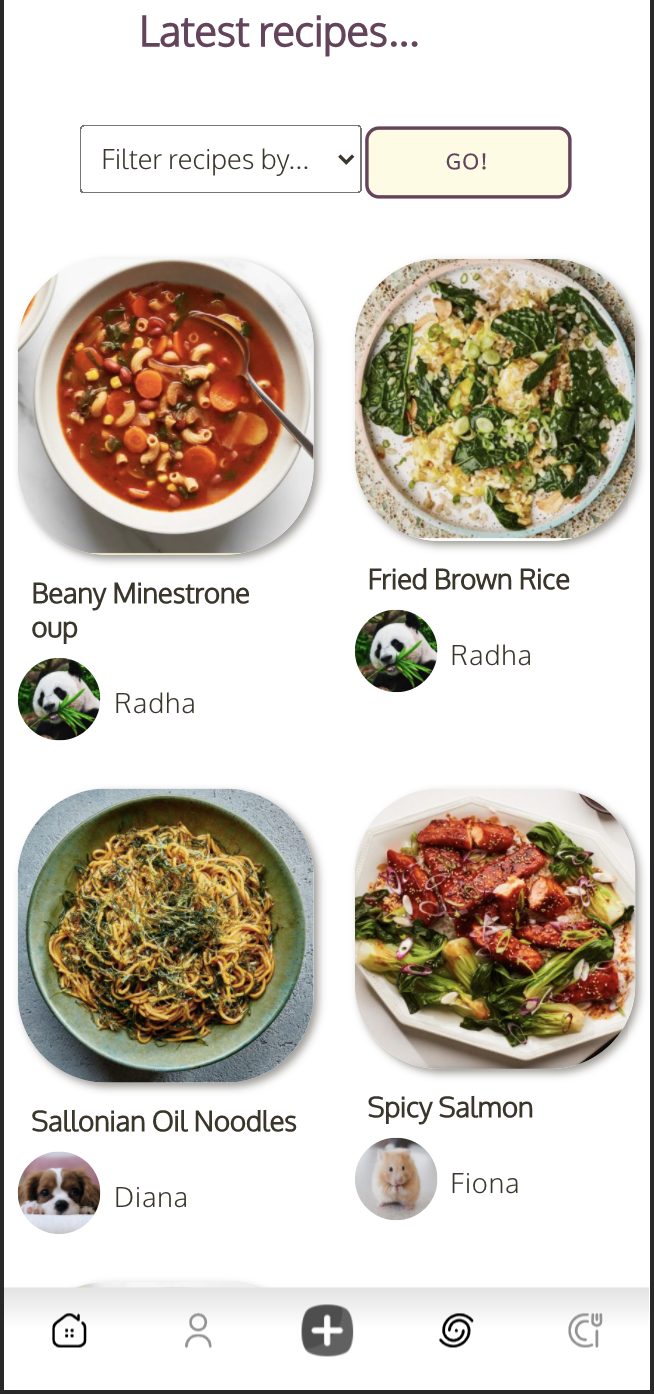 Latest recipes...
Filter recipes by...
GO!
Beany Minestrone
oup
Radha
Fried Brown Rice
Radha
Sallonian Oil Noodles
Diana
Spicy Salmon
Fiona